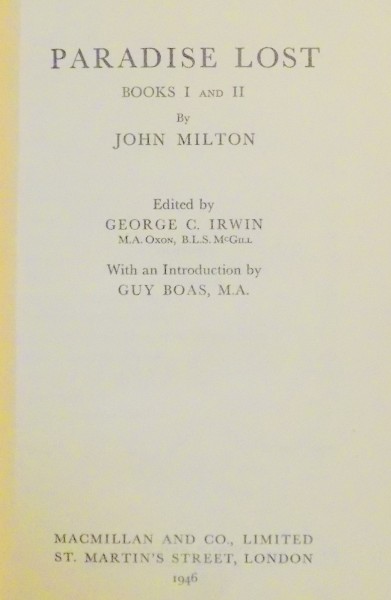 PARADISE LOST
BOOKS I AND II
By
JOHN MILTON
Edited by
GEORGE C. IRWIN
M.A. OXON, B.L.S. McGILL
With an Introduction by
GUY BOAS, M.A.
MACMILLAN AND CO., LIMITED
ST. MARTIN'S STREET, LONDON
1946